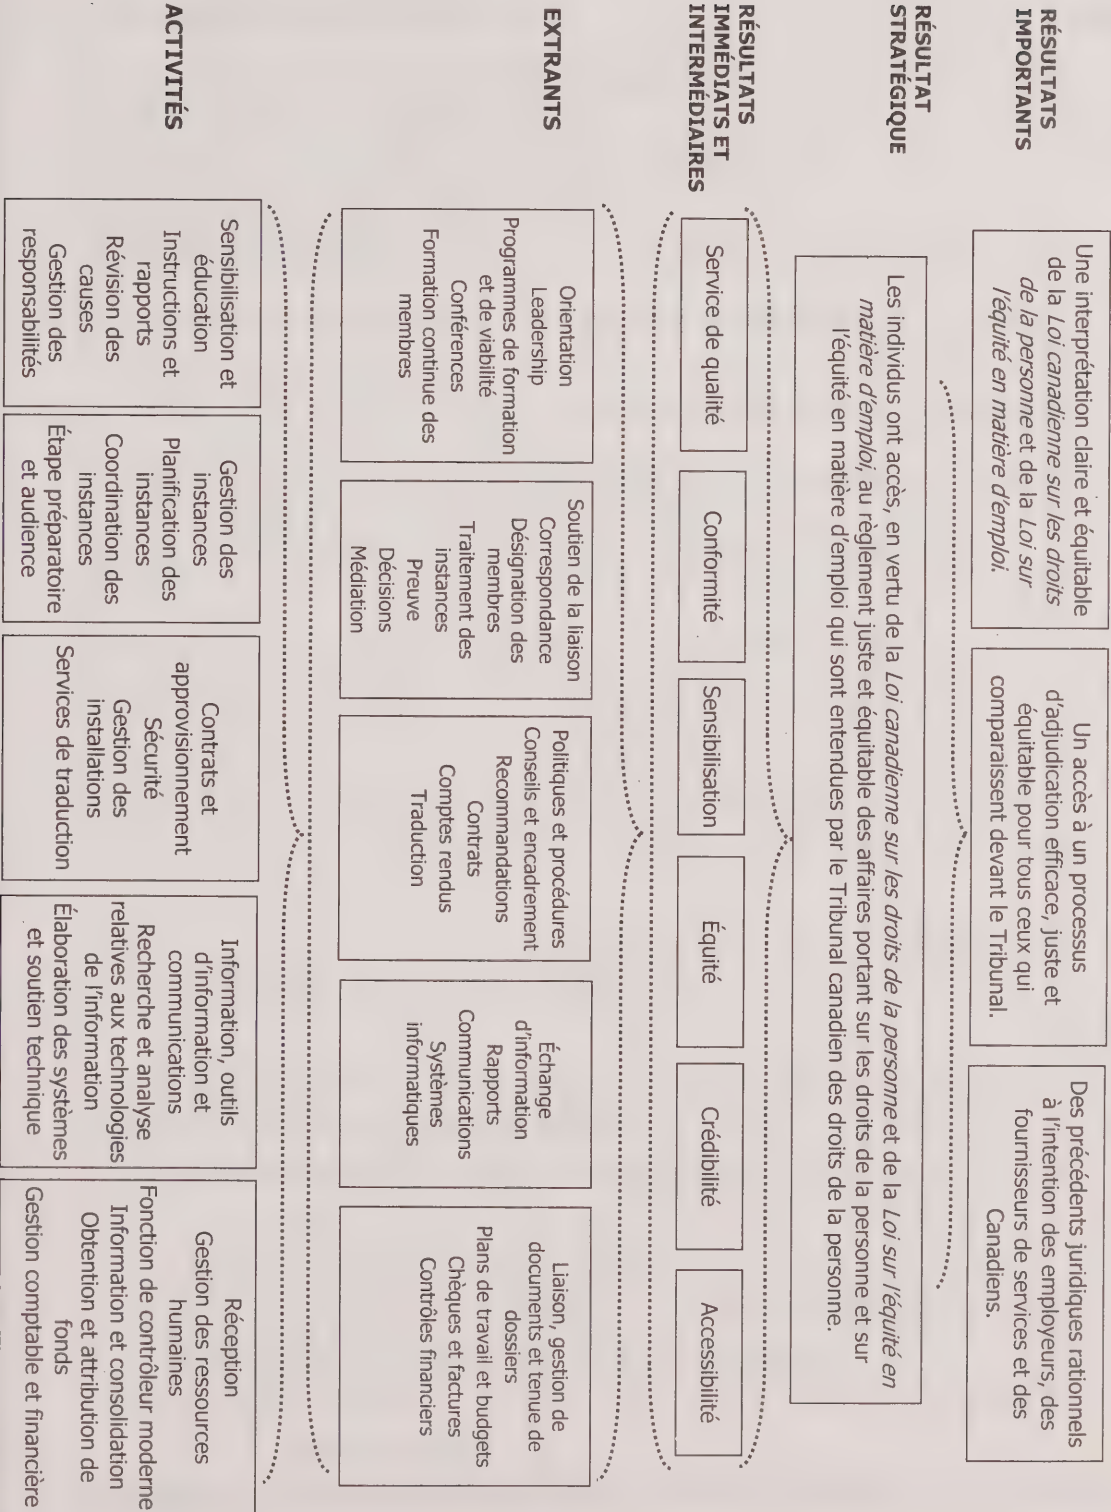 RÉSULTATS
IMPORTANTS
Une interprétation claire et équitable
de la Loi canadienne sur les droits
de la personne et de la Loi sur
l'équité en matière d'emploi.
Un accès à un processus
d'adjudication efficace, juste et
équitable pour tous ceux qui
comparaissent devant le Tribunal.
Des précédents juridiques rationnels
à l'intention des employeurs, des
fournisseurs de services et des
Canadiens.
RÉSULTAT
STRATÉGIQUE
Les individus ont accès, en vertu de la Loi canadienne sur les droits de la personne et de la Loi sur l'équité en
matière d'emploi, au règlement juste et équitable des affaires portant sur les droits de la personne et sur
l'équité en matière d'emploi qui sont entendues par le Tribunal canadien des droits de la personne.
RÉSULTATS
IMMÉDIATS ET
INTERMÉDIAIRES
Service de qualité
Conformité
Sensibilisation
Équité
Crédibilité
Accessibilité
EXTRANTS
Orientation
Leadership
Programmes de formation
et de viabilité
Conférences
Formation continue des
membres
Soutien de la liaison
Correspondance
Désignation des
membres
Traitement des
instances
Preuve
Décisions
Médiation
Politiques et procédures
Conseils et encadrement
Recommandations
Contrats
Comptes rendus
Traduction
Échange
d'information
Rapports
Communications
Systèmes
informatiques
Liaison, gestion de
documents et tenue de
dossiers
Plans de travail et budgets
Chèques et factures
Contrôles financiers
ACTIVITÉS
Sensibilisation et
éducation
Instructions et
rapports
Révision des
causes
Gestion des
responsabilités
Gestion des
instances
Planification des
instances
Coordination des
instances
Étape préparatoire
et audience
Contrats et
approvisionnement
Sécurité
Gestion des
installations
Services de traduction
Information, outils
d'information et
communications
Recherche et analyse
relatives aux technologies
de l'information
Élaboration des systèmes
et soutien technique
Réception
Gestion des ressources
humaines
Fonction de contrôleur moderne
Information et consolidation
Obtention et attribution de
fonds
Gestion comptable et financière